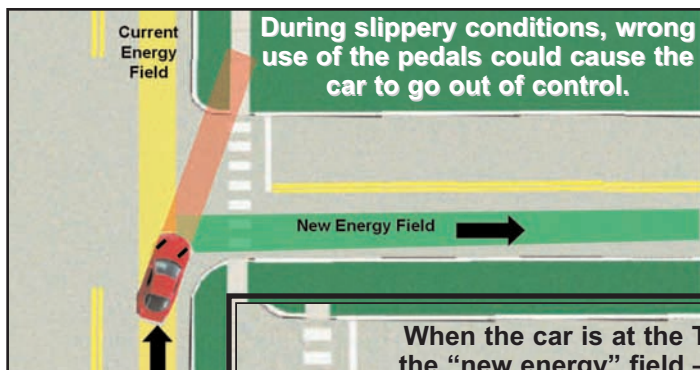 Current
Energy
Field
During slippery conditions, wrong
use of the pedals could cause the
car to go out of control.
New Energy Field
When the car is at the T
the “new energy” field -